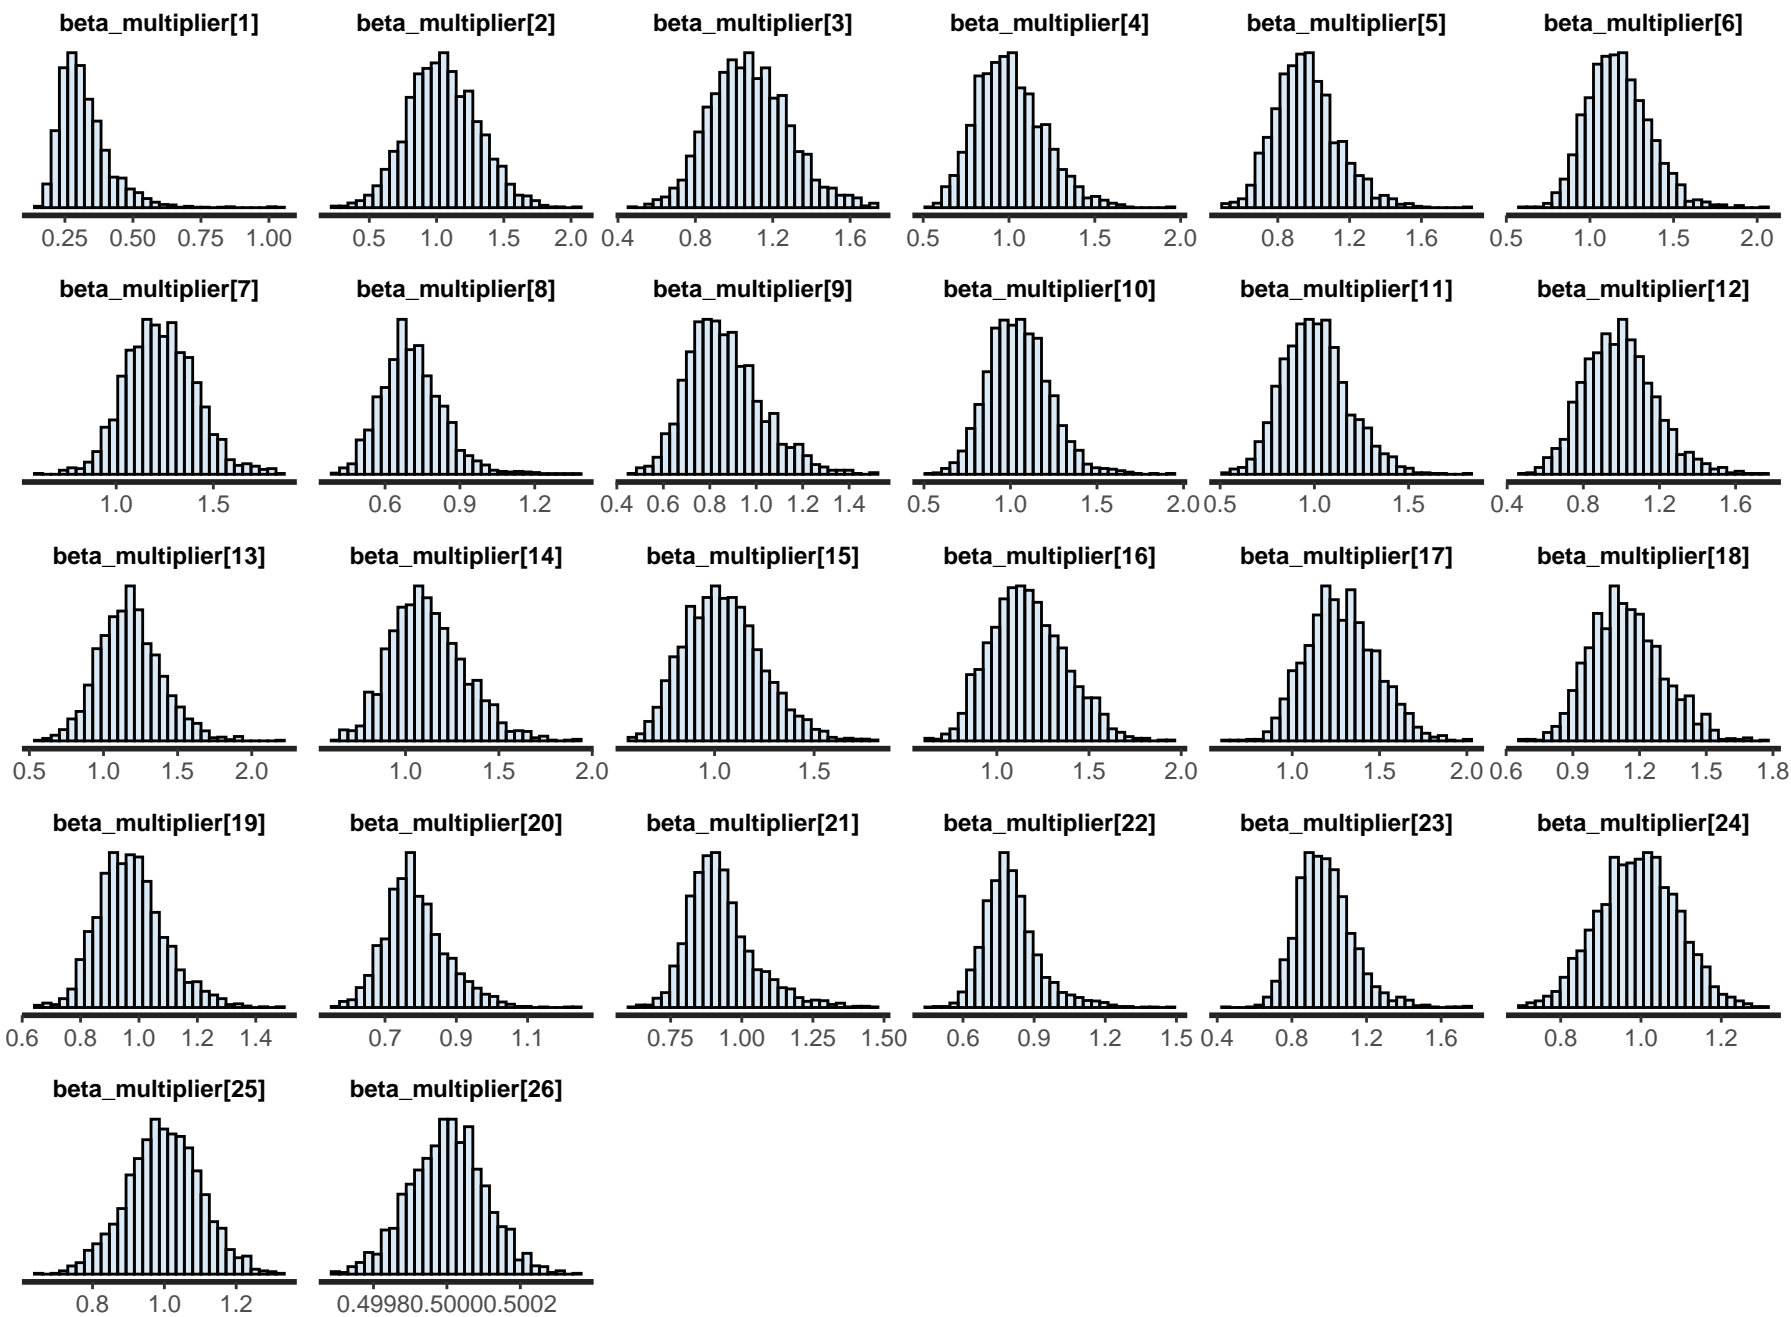 beta_multiplier[1] beta_multiplier[2] beta_multiplier[3] beta_multiplier[4] beta_multiplier[5] beta_multiplier[6]
0.25 0.50 0.75 1.00 0.5 1.0 1.5 2.0 0.4 0.8 1.2 1.6 0.5 1.0 1.5 2.0 0.8 1.2 1.6 0.5 1.0 1.5 2.0
beta_multiplier[7] beta_multiplier[8] beta_multiplier[9] beta_multiplier[10] beta_multiplier[11] beta_multiplier[12]
1.0 1.5 0.6 0.9 1.2 0.4 0.6 0.8 1.0 1.2 1.4 0.5 1.0 1.5 2.0 0.5 1.0 1.5 0.4 0.8 1.2 1.6
beta_multiplier[13] beta_multiplier[14] beta_multiplier[15] beta_multiplier[16] beta_multiplier[17] beta_multiplier[18]
0.5 1.0 1.5 2.0 1.0 1.5 2.0 1.0 1.5 1.0 1.5 2.0 1.0 1.5 2.0 0.6 0.9 1.2 1.5 1.8
beta_multiplier[19] beta_multiplier[20] beta_multiplier[21] beta_multiplier[22] beta_multiplier[23] beta_multiplier[24]
0.6 0.8 1.0 1.2 1.4 0.7 0.9 1.1 0.75 1.00 1.25 1.50 0.6 0.9 1.2 1.5 0.4 0.8 1.2 1.6 0.8 1.0 1.2
beta_multiplier[25] beta_multiplier[26]
0.8 1.0 1.2 0.4998 0.5000 0.5002